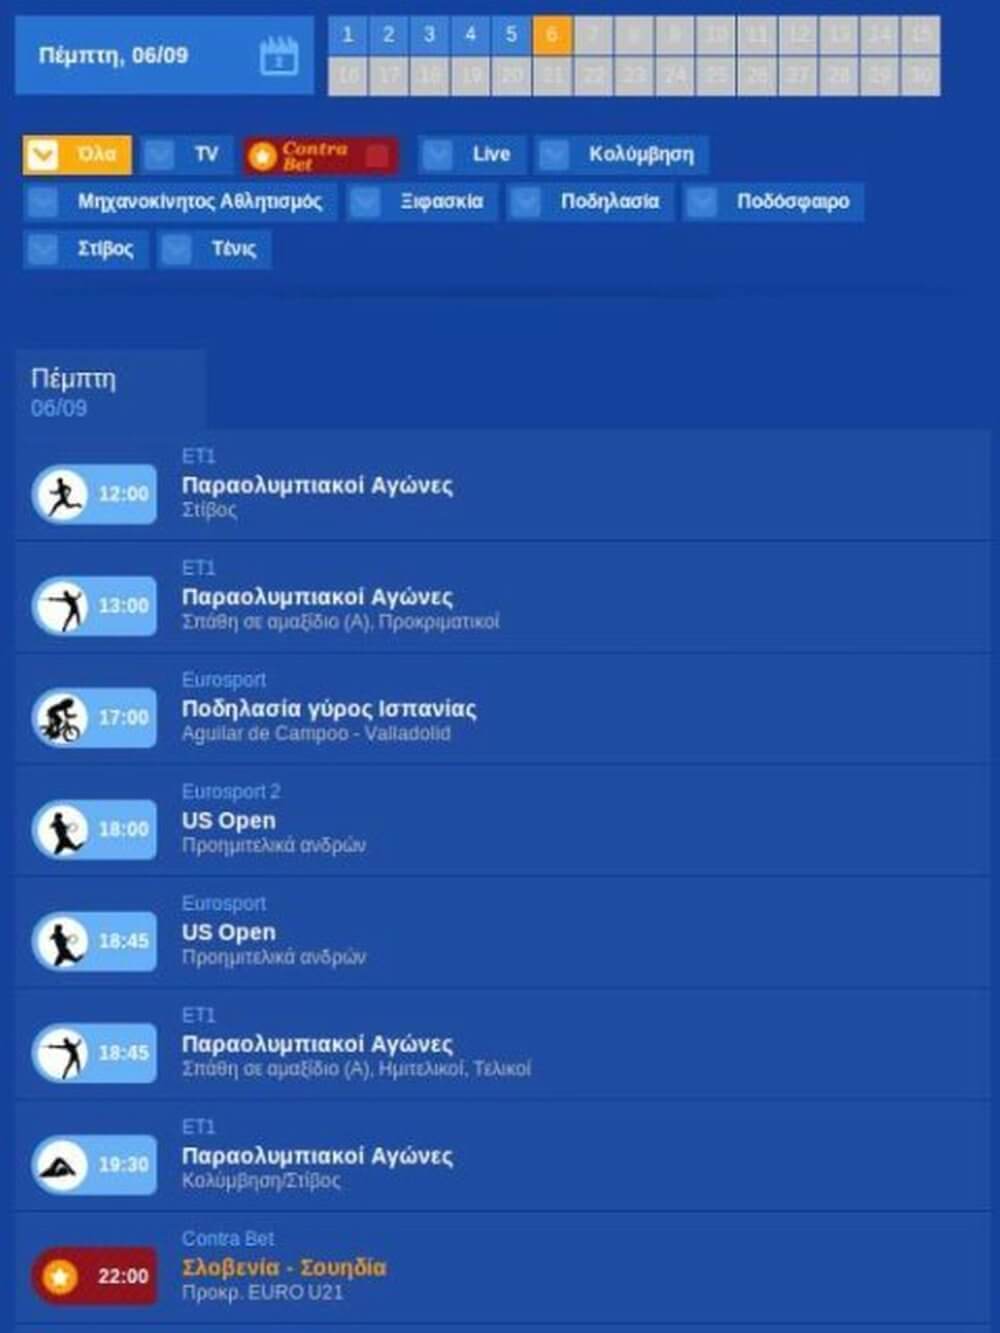 Πέμπτη, 06/09
1 2 3 4 5 6 7 8 9 10 11 12 13 14 15
16 17 18 19 20 21 22 23 24 25 26 27 28 29 30
Όλα TV Contra Bet Live Κολύμβηση
Μηχανοκίνητος Αθλητισμός Ξιφασκία Ποδηλασία Ποδόσφαιρο
Στίβος Τένις
Πέμπτη
06/09
ΕΤ1
12:00 Παραολυμπιακοί Αγώνες
Στίβος
ΕΤ1
13:00 Παραολυμπιακοί Αγώνες
Σπάθη σε αμαξίδιο (Α), Προκριματικοί
Eurosport
17:00 Ποδηλασία γύρος Ισπανίας
Aguilar de Campoo - Valladolid
Eurosport 2
18:00 US Open
Προημιτελικά ανδρών
Eurosport
18:45 US Open
Προημιτελικά ανδρών
ΕΤ1
18:45 Παραολυμπιακοί Αγώνες
Σπάθη σε αμαξίδιο (Α), Ημιτελικοί, Τελικοί
ΕΤ1
19:30 Παραολυμπιακοί Αγώνες
Κολύμβηση/Στίβος
Contra Bet
22:00 Σλοβενία - Σουηδία
Προκρ. EURO U21